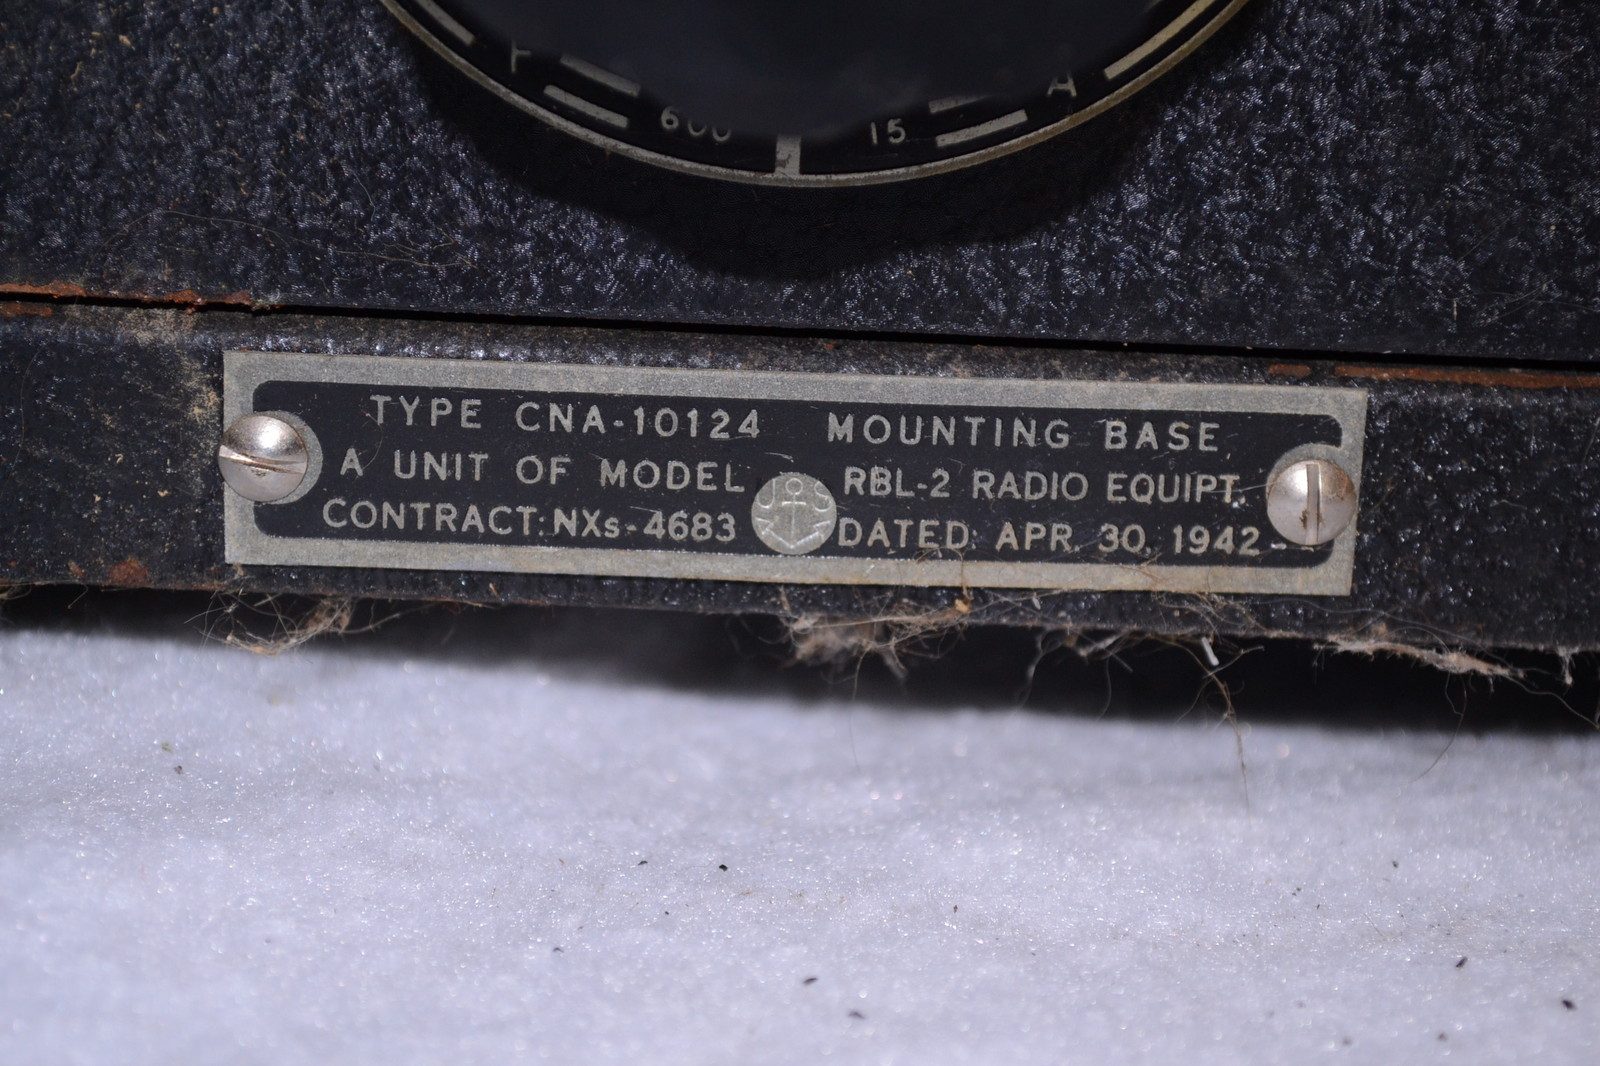 F 600 15 A
TYPE CNA-10124 MOUNTING BASE
A UNIT OF MODEL RBL-2 RADIO EQUIPT.
CONTRACT: NXs-4683 DATED: APR. 30, 1942